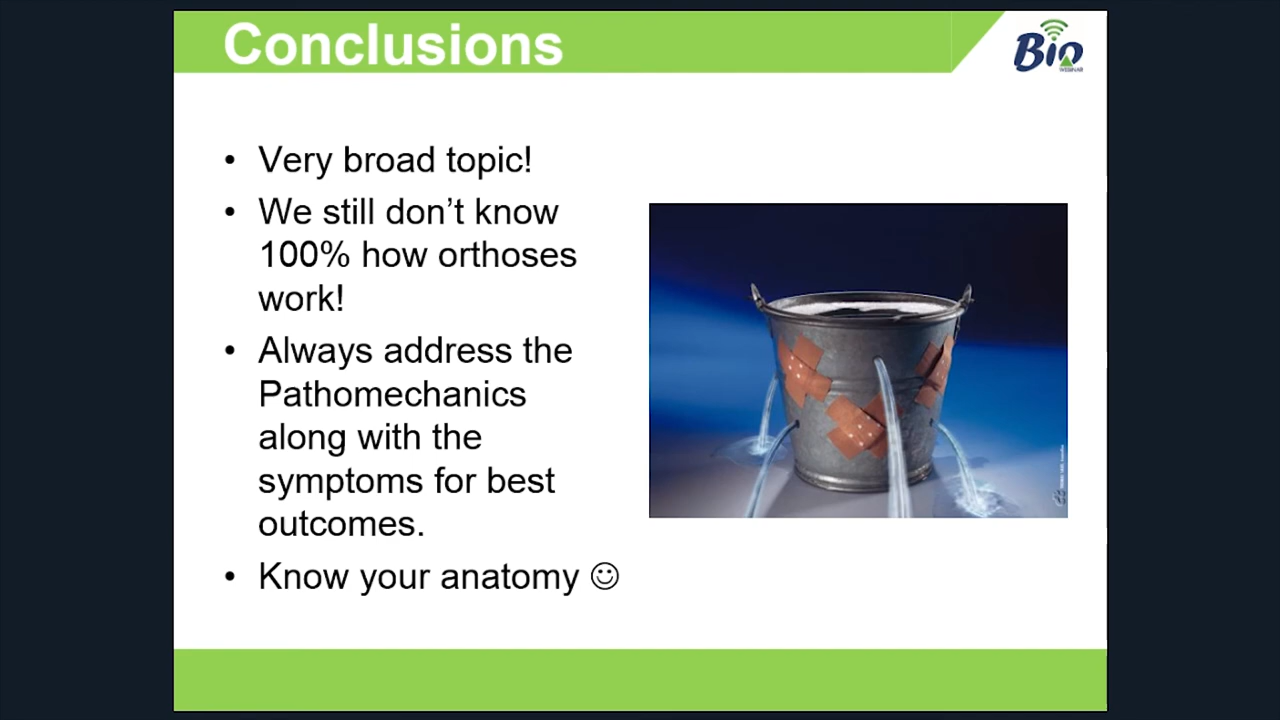 Conclusions
Bio
WEBINAR
• Very broad topic!
• We still don’t know
100% how orthoses
work!
• Always address the
Pathomechanics
along with the
symptoms for best
outcomes.
• Know your anatomy ☺